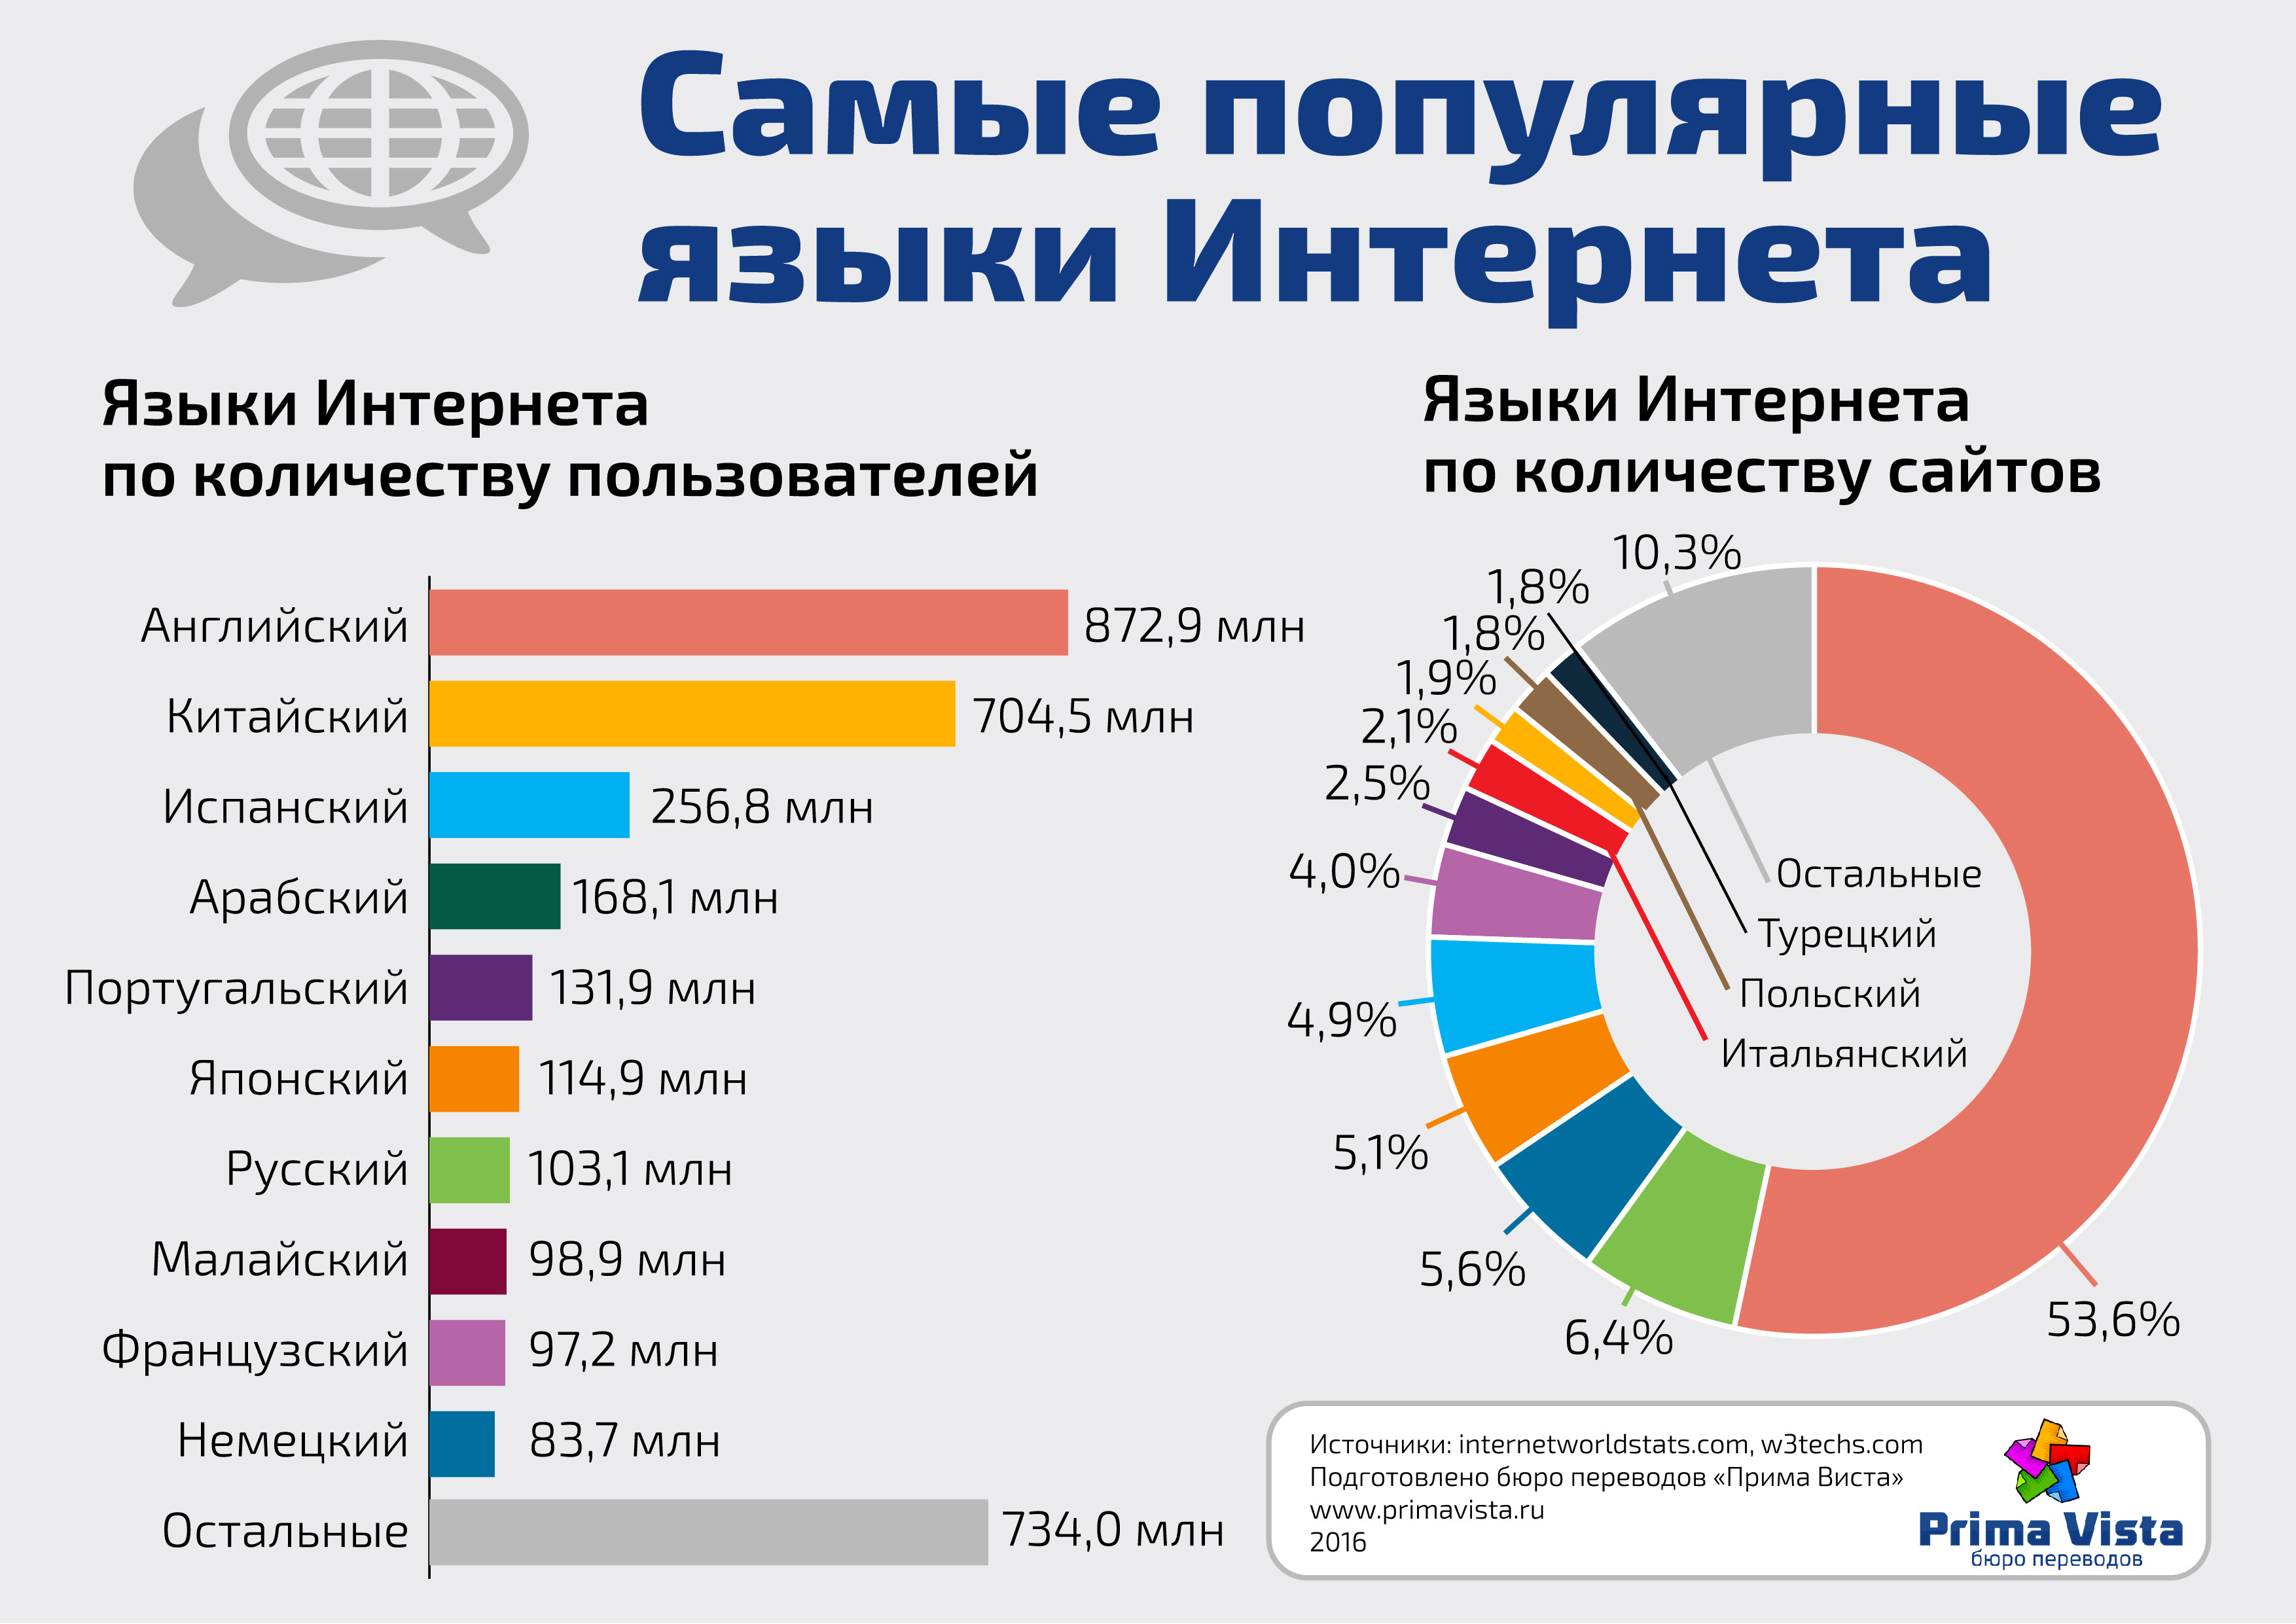 Самые популярные
языки Интернета
Языки Интернета
по количеству пользователей
Английский 872,9 млн
Китайский 704,5 млн
Испанский 256,8 млн
Арабский 168,1 млн
Португальский 131,9 млн
Японский 114,9 млн
Русский 103,1 млн
Малайский 98,9 млн
Французский 97,2 млн
Немецкий 83,7 млн
Остальные 734,0 млн
Языки Интернета
по количеству сайтов
10,3%
1,8%
1,8%
1,9%
2,1%
2,5%
4,0%
4,9%
5,1%
5,6%
6,4%
53,6%
Остальные
Турецкий
Польский
Итальянский
Источники: internetworldstats.com, w3techs.com
Подготовлено бюро переводов «Прима Виста»
www.primavista.ru
2016
Prima Vista
бюро переводов